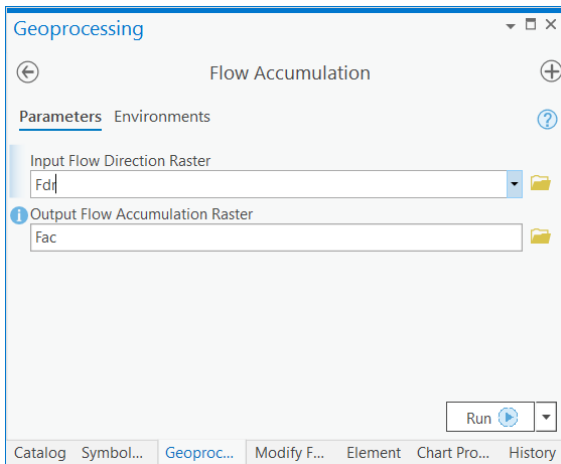 Geoprocessing
Flow Accumulation
Parameters Environments
Input Flow Direction Raster
Fdr
Output Flow Accumulation Raster
Fac
Run
Catalog Symbol... Geoproc... Modify F... Element Chart Pro... History